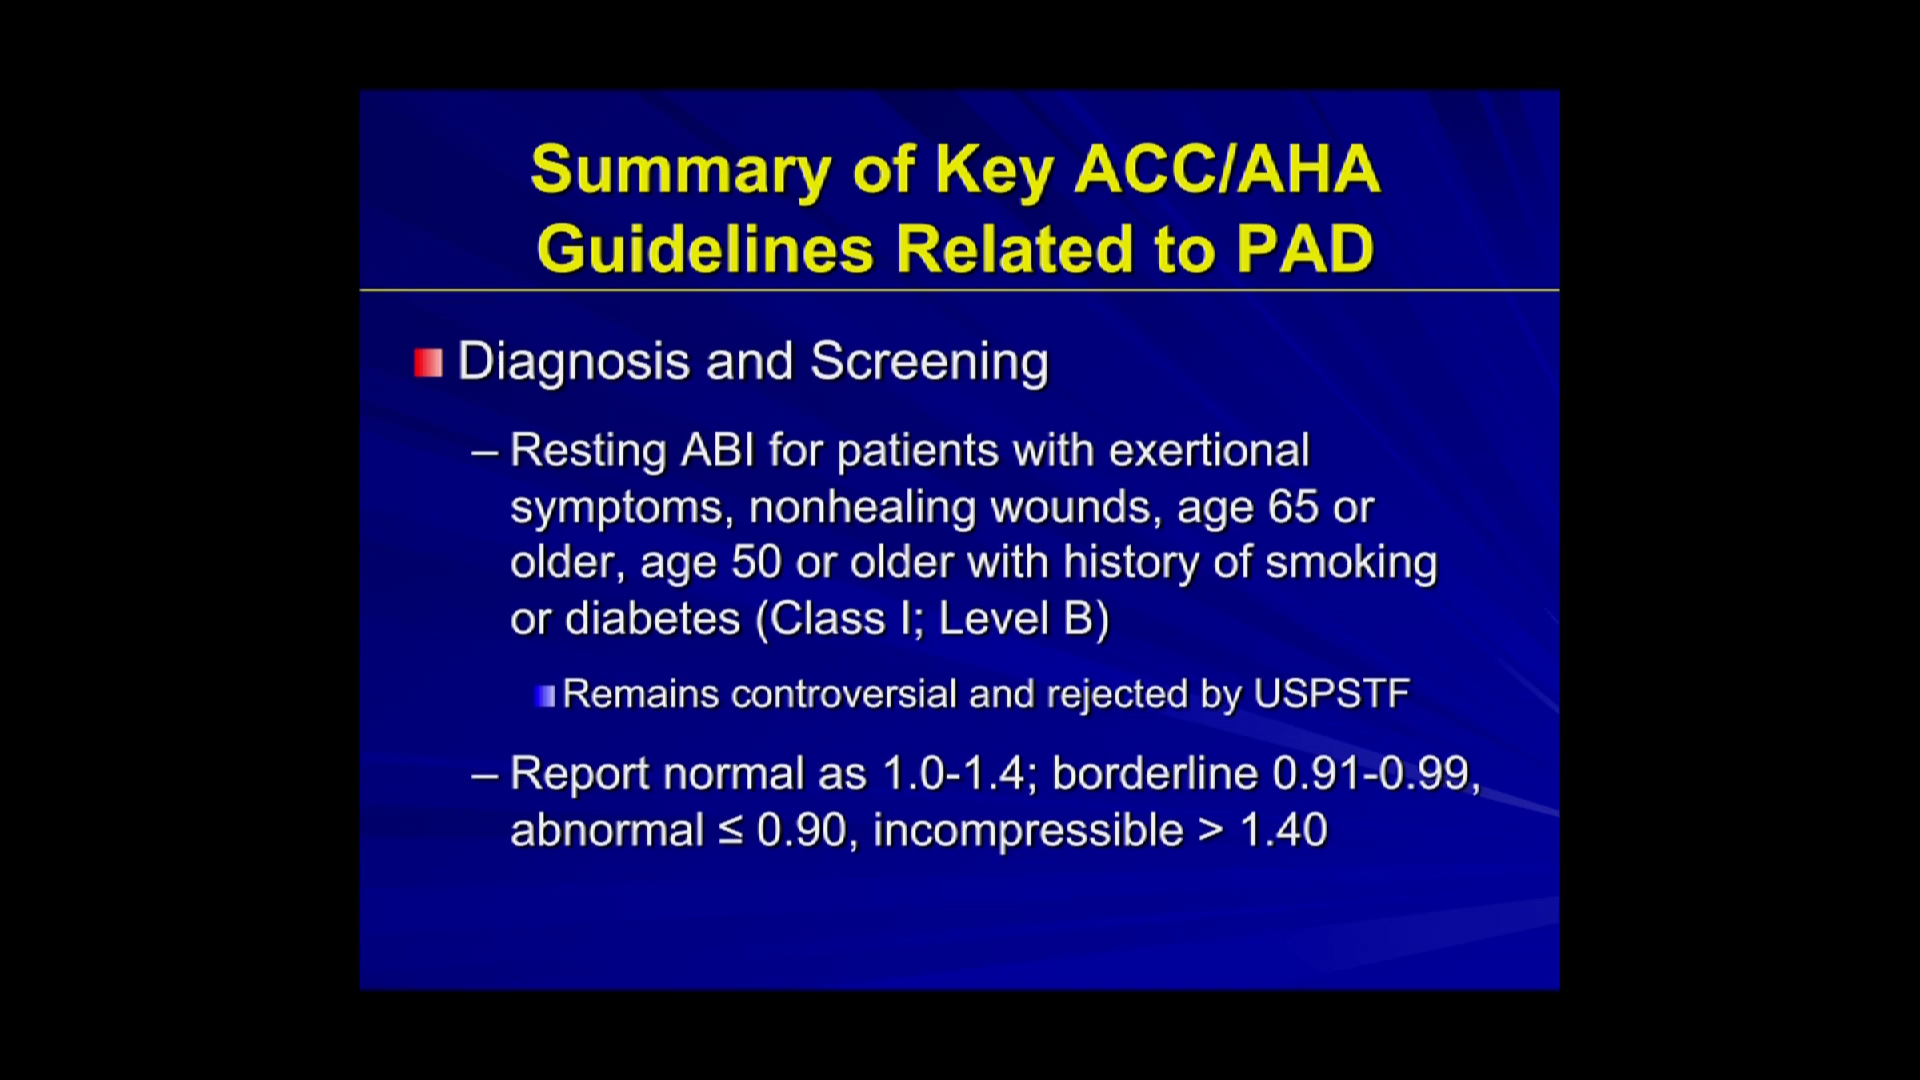 Summary of Key ACC/AHA
Guidelines Related to PAD
Diagnosis and Screening
– Resting ABI for patients with exertional
symptoms, nonhealing wounds, age 65 or
older, age 50 or older with history of smoking
or diabetes (Class I; Level B)
Remains controversial and rejected by USPSTF
– Report normal as 1.0-1.4; borderline 0.91-0.99,
abnormal ≤ 0.90, incompressible > 1.40